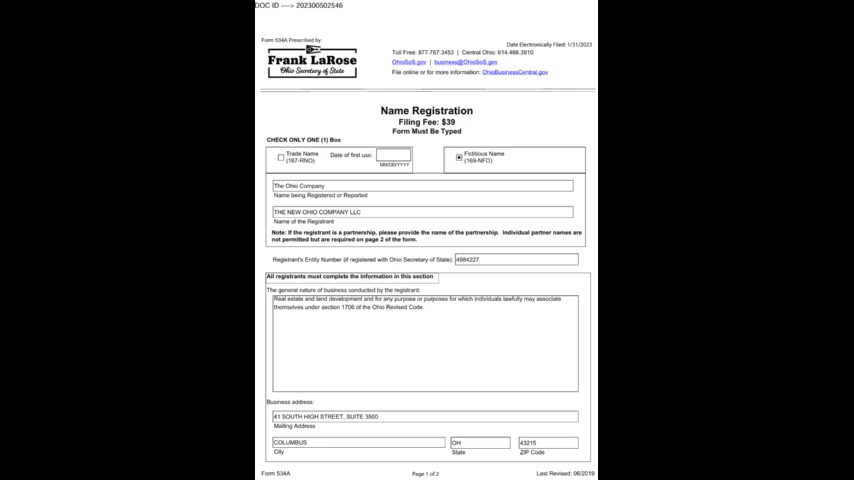 DOC ID ----> 202300502546
Form 534A Prescribed by:
Date Electronically Filed: 1/31/2023
Frank LaRose
Ohio Secretary of State
Toll Free: 877.767.3453 | Central Ohio: 614.466.3910
OhioSoS.gov | business@OhioSoS.gov
File online or for more information: OhioBusinessCentral.gov
Name Registration
Filing Fee: $39
Form Must Be Typed
CHECK ONLY ONE (1) Box
Trade Name
(167-RNO)
Date of first use:
MM/DD/YYYY
Fictitious Name
(169-NFO)
The Ohio Company
Name being Registered or Reported
THE NEW OHIO COMPANY LLC
Name of the Registrant
Note: If the registrant is a partnership, please provide the name of the partnership. Individual partner names are
not permitted but are required on page 2 of the form.
Registrant's Entity Number (if registered with Ohio Secretary of State): 4984227
All registrants must complete the information in this section
The general nature of business conducted by the registrant:
Real estate and land development and for any purpose or purposes for which individuals lawfully may associate
themselves under section 1706 of the Ohio Revised Code.
Business address:
41 SOUTH HIGH STREET, SUITE 3500
Mailing Address
COLUMBUS OH 43215
City State ZIP Code
Form 534A Page 1 of 2 Last Revised: 06/2019